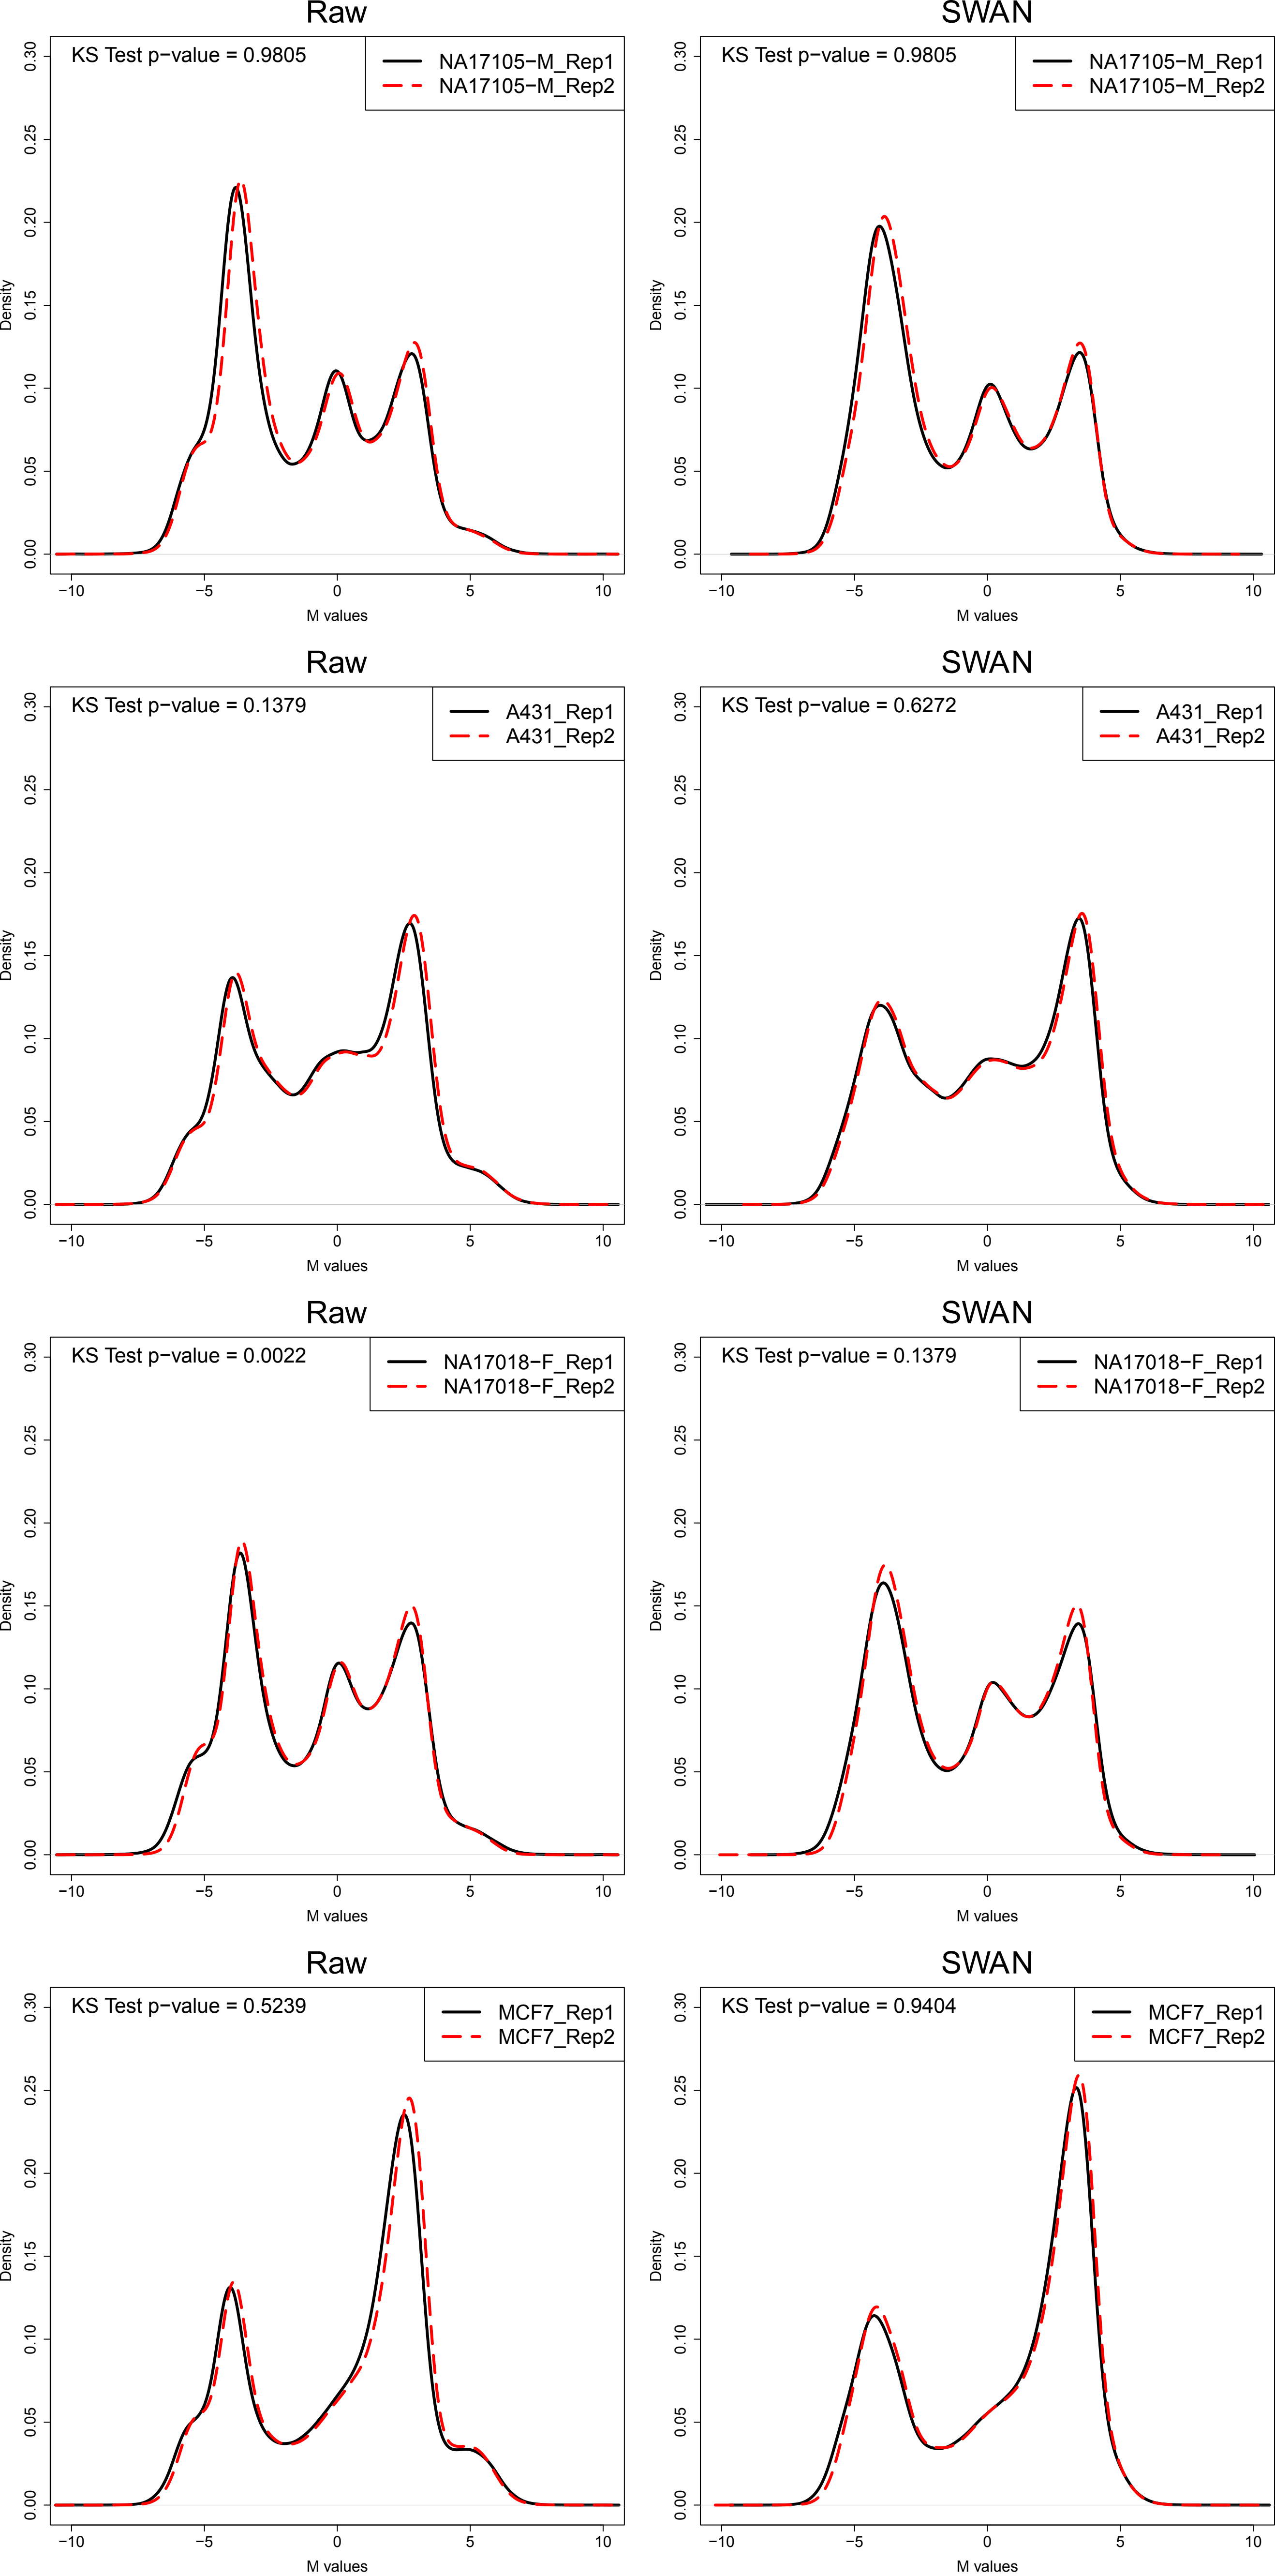 Raw
KS Test p−value = 0.9805
NA17105−M_Rep1
NA17105−M_Rep2
0.30
0.25
0.20
0.15
0.10
0.05
0.00
Density
−10 −5 0 5 10
M values
SWAN
KS Test p−value = 0.9805
NA17105−M_Rep1
NA17105−M_Rep2
0.30
0.25
0.20
0.15
0.10
0.05
0.00
Density
−10 −5 0 5 10
M values
Raw
KS Test p−value = 0.1379
A431_Rep1
A431_Rep2
0.30
0.25
0.20
0.15
0.10
0.05
0.00
Density
−10 −5 0 5 10
M values
SWAN
KS Test p−value = 0.6272
A431_Rep1
A431_Rep2
0.30
0.25
0.20
0.15
0.10
0.05
0.00
Density
−10 −5 0 5 10
M values
Raw
KS Test p−value = 0.0022
NA17018−F_Rep1
NA17018−F_Rep2
0.30
0.25
0.20
0.15
0.10
0.05
0.00
Density
−10 −5 0 5 10
M values
SWAN
KS Test p−value = 0.1379
NA17018−F_Rep1
NA17018−F_Rep2
0.30
0.25
0.20
0.15
0.10
0.05
0.00
Density
−10 −5 0 5 10
M values
Raw
KS Test p−value = 0.5239
MCF7_Rep1
MCF7_Rep2
0.30
0.25
0.20
0.15
0.10
0.05
0.00
Density
−10 −5 0 5 10
M values
SWAN
KS Test p−value = 0.9404
MCF7_Rep1
MCF7_Rep2
0.30
0.25
0.20
0.15
0.10
0.05
0.00
Density
−10 −5 0 5 10
M values